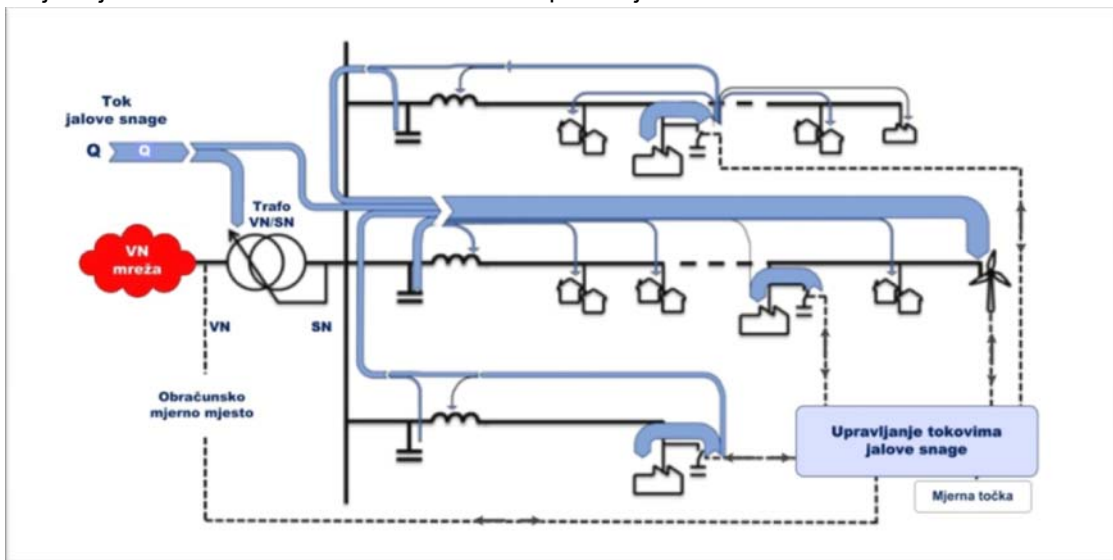 Tok
jalove snage
Q
Q
Trafo
VN/SN
VN
mreža
VN
SN
Obračunsko
mjerno mjesto
Upravljanje tokovima
jalove snage
Mjerna točka